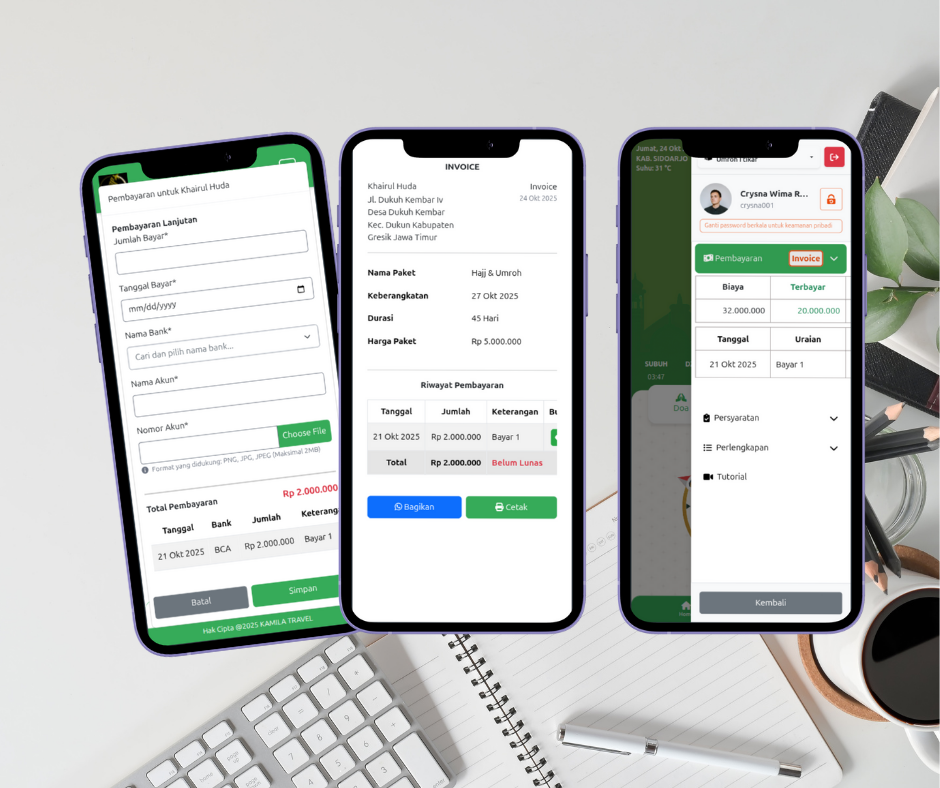 Pembayaran untuk Khairul Huda
Pembayaran Lanjutan
Jumlah Bayar*
Tanggal Bayar*
mm/dd/yyyy
Nama Bank*
Cari dan pilih nama bank...
Nama Akun*
Nomor Akun*
Choose File
Format yang didukung: PNG, JPG, JPEG (Maksimal 2MB)
Total Pembayaran Rp 2.000.000
Tanggal Bank Jumlah Keterang
21 Okt 2025 BCA Rp 2.000.000 Bayar 1
Batal Simpan
Hak Cipta @2025 KAMILA TRAVEL
INVOICE
Khairul Huda Invoice
Jl. Dukuh Kembar Iv 24 Okt 2025
Desa Dukuh Kembar
Kec. Dukun Kabupaten
Gresik Jawa Timur
Nama Paket Hajj & Umroh
Keberangkatan 27 Okt 2025
Durasi 45 Hari
Harga Paket Rp 5.000.000
Riwayat Pembayaran
Tanggal Jumlah Keterangan Bu
21 Okt 2025 Rp 2.000.000 Bayar 1
Total Rp 2.000.000 Belum Lunas
Bagikan Cetak
Jumat, 24 Okt
KAB. SIDOARJO
Suhu: 31 °C
SUBUH
03:47
Doa
Umroh I'tikaf
Crysna Wima R...
crysna001
Ganti password berkala untuk keamanan pribadi
Pembayaran Invoice
Biaya Terbayar
32.000.000 20.000.000
Tanggal Uraian
21 Okt 2025 Bayar 1
Persyaratan
Perlengkapan
Tutorial
Kembali